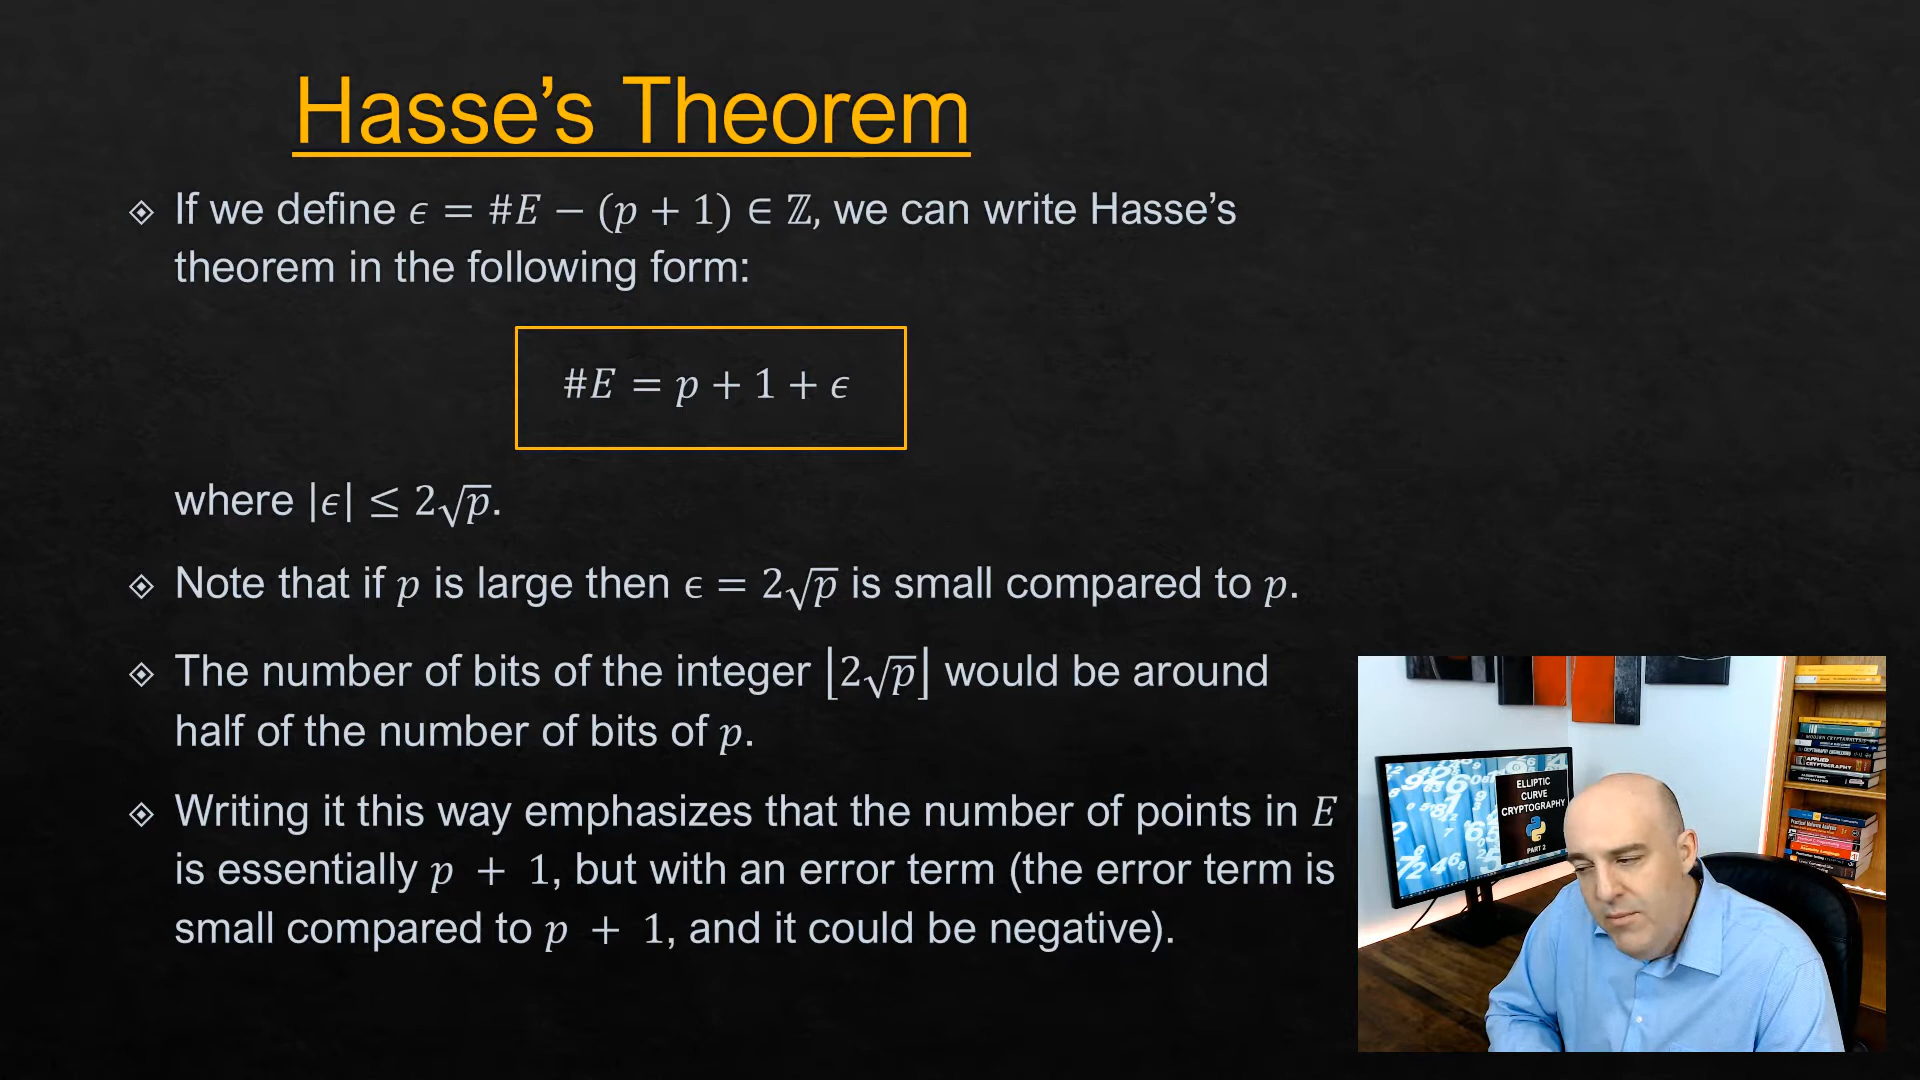 Hasse’s Theorem
If we define ϵ = #E − (p + 1) ∈ ℤ, we can write Hasse’s
theorem in the following form:
#E = p + 1 + ϵ
where |ϵ| ≤ 2√p.
Note that if p is large then ϵ = 2√p is small compared to p.
The number of bits of the integer ⌊2√p⌋ would be around
half of the number of bits of p.
Writing it this way emphasizes that the number of points in E
is essentially p + 1, but with an error term (the error term is
small compared to p + 1, and it could be negative).
ELLIPTIC
CURVE
CRYPTOGRAPHY
PART 2
MODERN CRYPTANALYSIS
APPLIED
CRYPTOGRAPHY